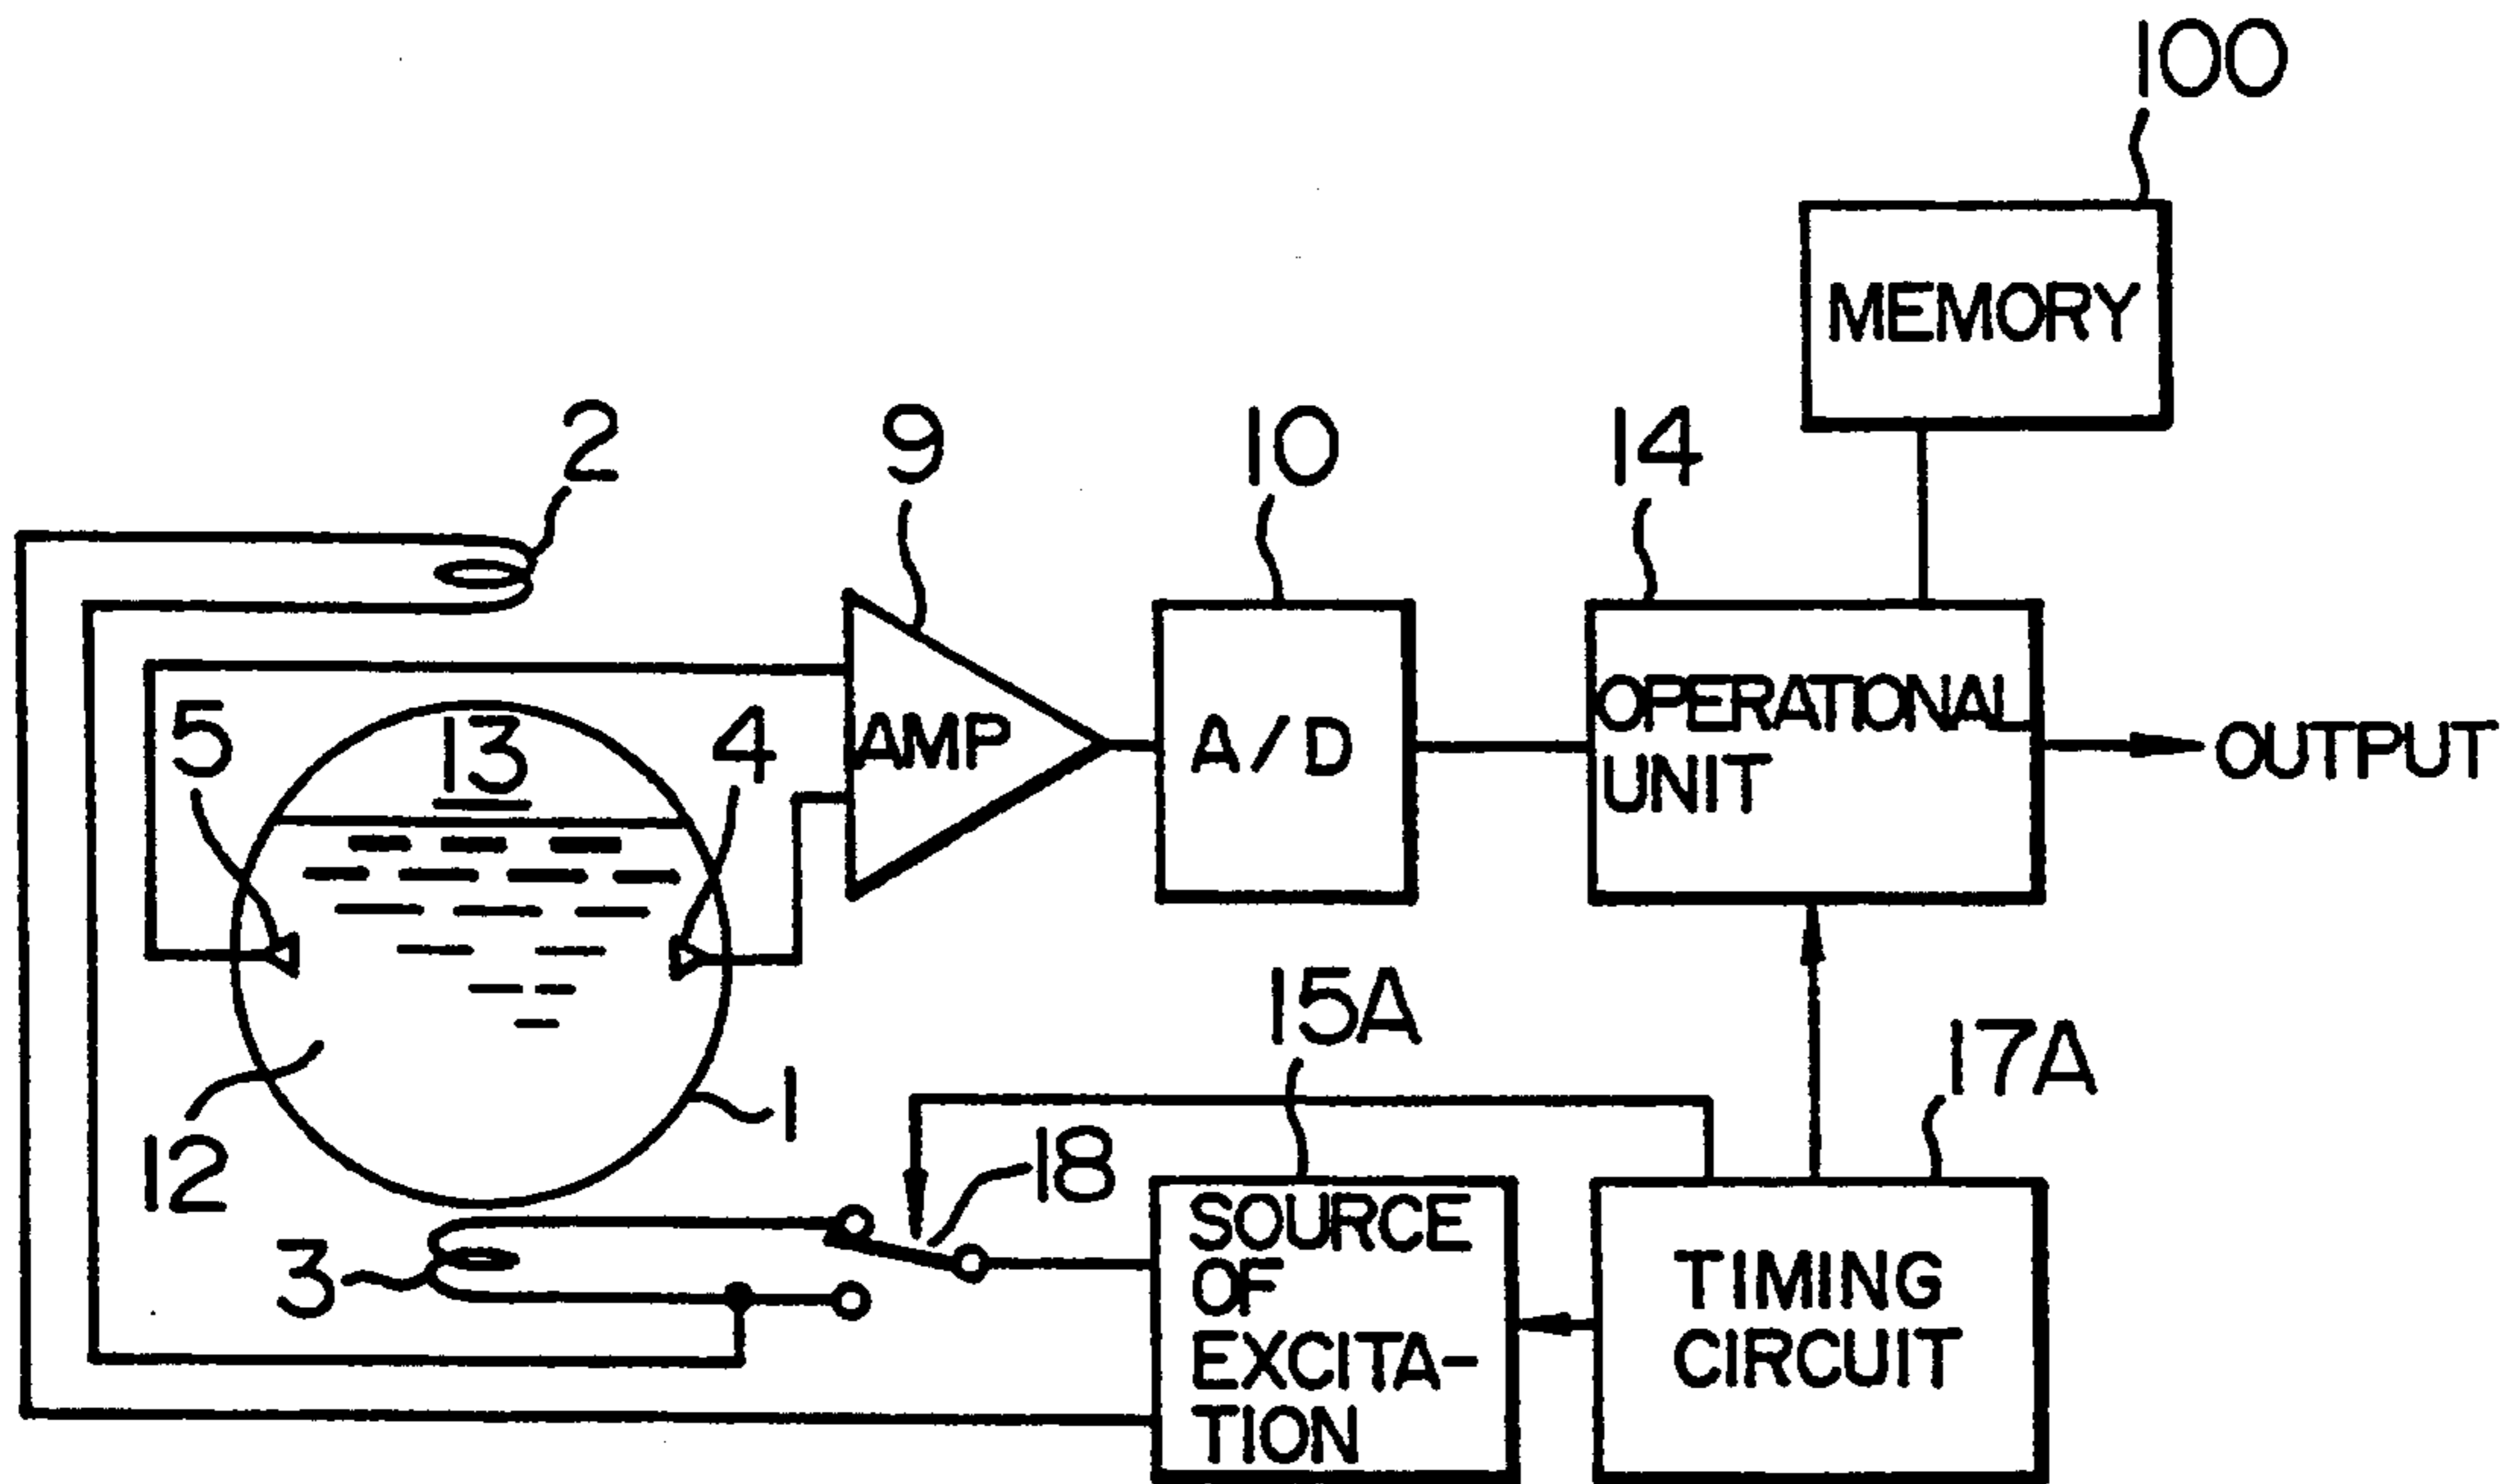 100
MEMORY
2
9
10
14
5
13
4
AMP
A/D
OPERATIONAL
UNIT
OUTPUT
15A
17A
12
1
18
3
SOURCE
OF
EXCITA-
TION
TIMING
CIRCUIT